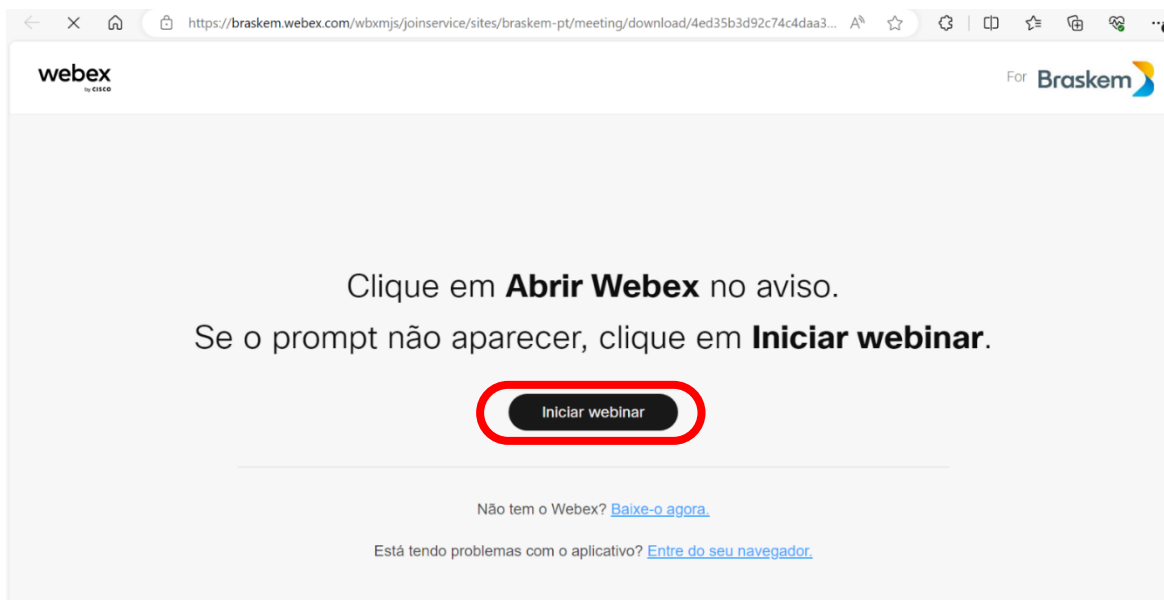 https://braskem.webex.com/wbxmjs/joinservice/sites/braskem-pt/meeting/download/4ed35b3d92c74c4daa3...
webex
by CISCO
For Braskem
Clique em Abrir Webex no aviso.
Se o prompt não aparecer, clique em Iniciar webinar.
Iniciar webinar
Não tem o Webex? Baixe-o agora.
Está tendo problemas com o aplicativo? Entre do seu navegador.